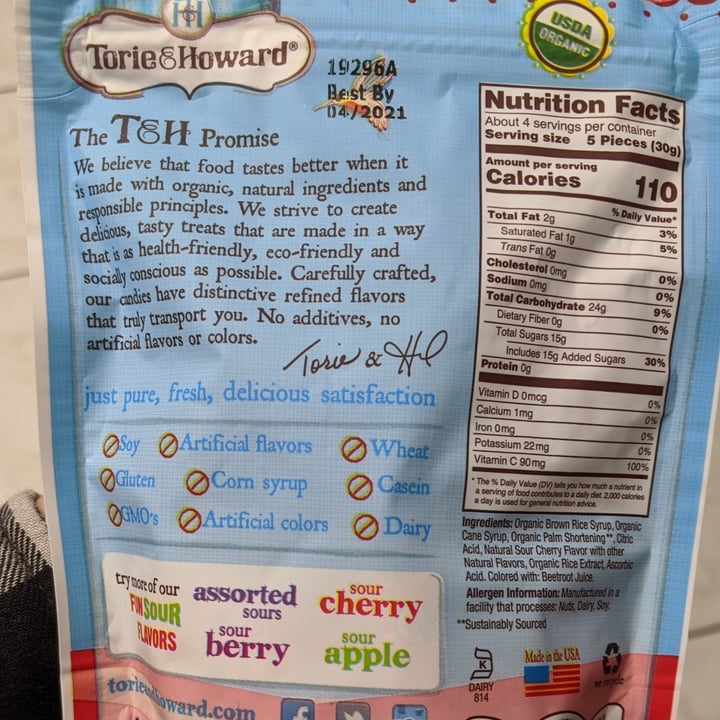 Torie & Howard®
19296A
Best By
04/2021
USDA
ORGANIC
The T&H Promise
We believe that food tastes better when it
is made with organic, natural ingredients and
responsible principles. We strive to create
delicious, tasty treats that are made in a way
that is as health-friendly, eco-friendly and
socially conscious as possible. Carefully crafted,
our candies have distinctive refined flavors
that truly transport you. No additives, no
artificial flavors or colors.
Torie & H
just pure, fresh, delicious satisfaction
Soy Artificial flavors Wheat
Gluten Corn syrup Casein
GMO's Artificial colors Dairy
try more of our
FUN SOUR
FLAVORS
assorted
sours
sour
cherry
sour
berry
sour
apple
torieandhoward.com
Nutrition Facts
About 4 servings per container
Serving size 5 Pieces (30g)
Amount per serving
Calories 110
% Daily Value*
Total Fat 2g 3%
Saturated Fat 1g 5%
Trans Fat 0g
Cholesterol 0mg 0%
Sodium 0mg 0%
Total Carbohydrate 24g 9%
Dietary Fiber 0g 0%
Total Sugars 15g
Includes 15g Added Sugars 30%
Protein 0g
Vitamin D 0mcg 0%
Calcium 1mg 0%
Iron 0mg 0%
Potassium 22mg 0%
Vitamin C 90mg 100%
* The % Daily Value (DV) tells you how much a nutrient in
a serving of food contributes to a daily diet. 2,000 calories
a day is used for general nutrition advice.
Ingredients: Organic Brown Rice Syrup, Organic
Cane Syrup, Organic Palm Shortening**, Citric
Acid, Natural Sour Cherry Flavor with other
Natural Flavors, Organic Rice Extract, Ascorbic
Acid. Colored with: Beetroot Juice.
Allergen Information: Manufactured in a
facility that processes: Nuts, Dairy, Soy.
**Sustainably Sourced
K
DAIRY
814
Made in the USA
we recycle